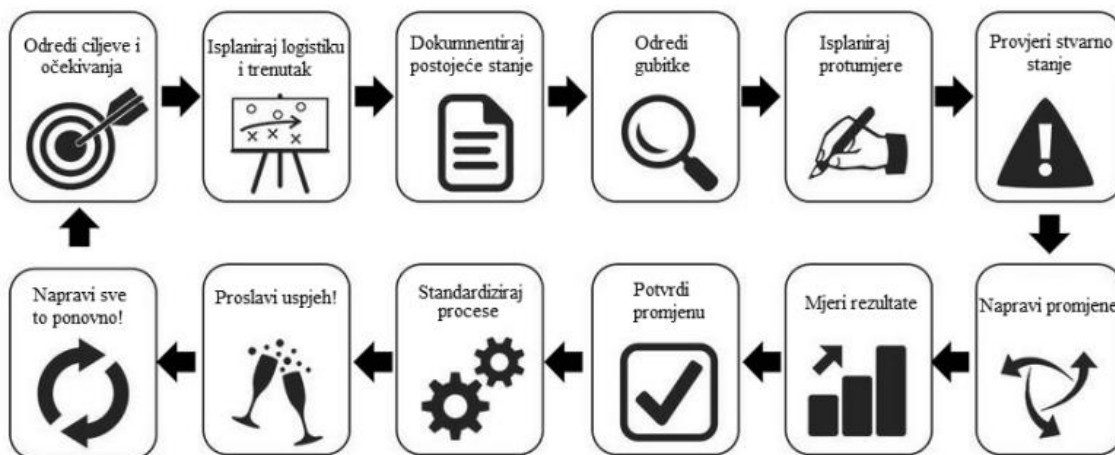 Odredi ciljeve i
očekivanja
Isplaniraj logistiku
i trenutak
Dokumnentiraj
postojeće stanje
Odredi
gubitke
Isplaniraj
protumjere
Provjeri stvarno
stanje
Napravi promjene
Mjeri rezultate
Potvrdi
promjenu
Standardiziraj
procese
Proslavi uspjeh!
Napravi sve
to ponovno!